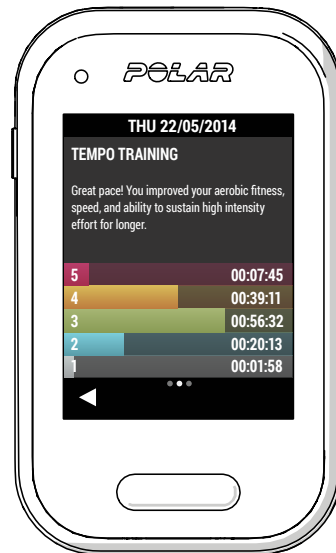 POLAR
THU 22/05/2014
TEMPO TRAINING
Great pace! You improved your aerobic fitness,
speed, and ability to sustain high intensity
effort for longer.
5 00:07:45
4 00:39:11
3 00:56:32
2 00:20:13
1 00:01:58